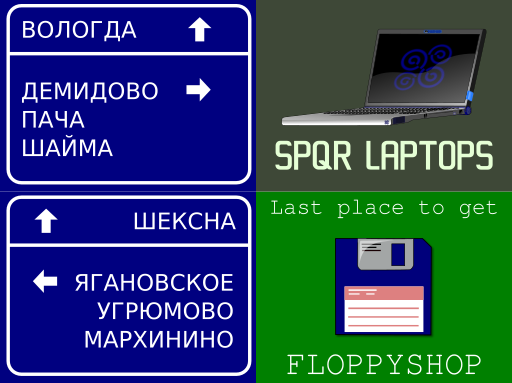 ВОЛОГДА
ДЕМИДОВО
ПАЧА
ШАЙМА
SPQR LAPTOPS
ШЕКСНА
ЯГАНОВСКОЕ
УГРЮМОВО
МАРХИНИНО
Last place to get
FLOPPYSHOP